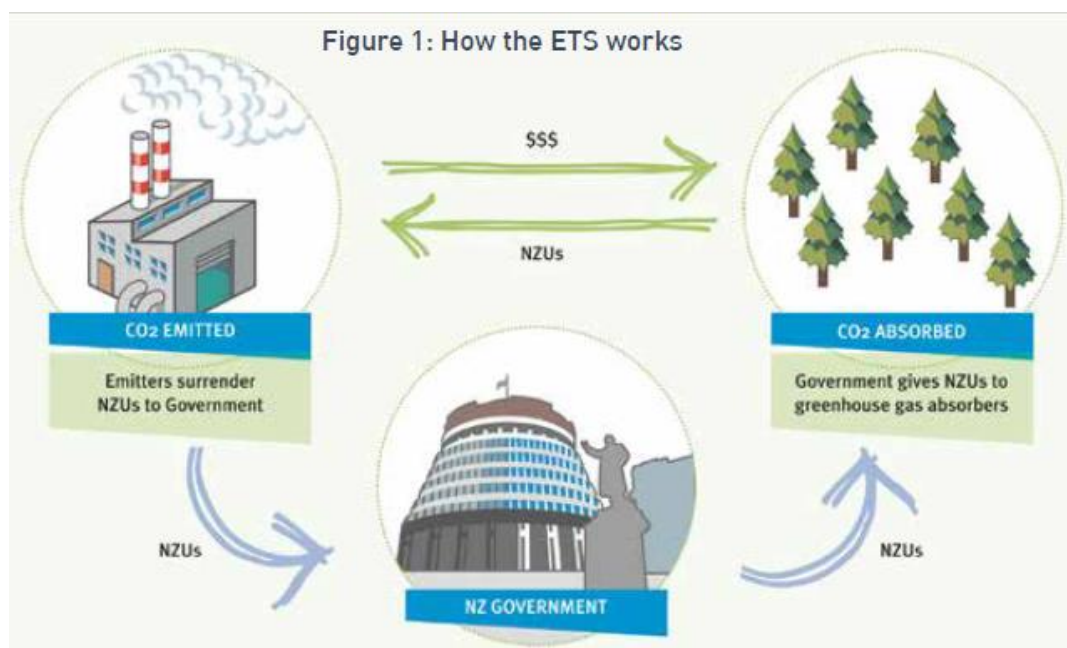 Figure 1: How the ETS works
$$$
NZUs
CO2 EMITTED
Emitters surrender
NZUs to Government
CO2 ABSORBED
Government gives NZUs to
greenhouse gas absorbers
NZUs
NZUs
NZ GOVERNMENT